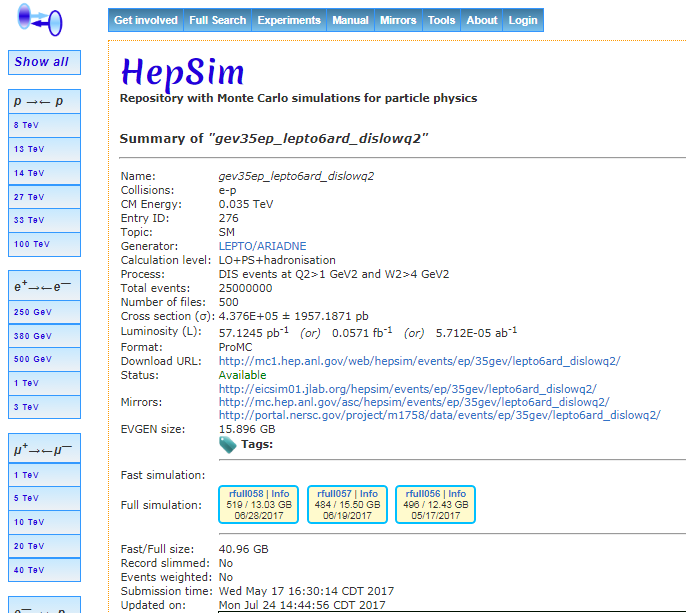 Get involved Full Search Experiments Manual Mirrors Tools About Login
Show all
p →← p
8 TeV
13 TeV
14 TeV
27 TeV
33 TeV
100 TeV
e+→←e—
250 GeV
380 GeV
500 GeV
1 TeV
3 TeV
μ+→←μ—
1 TeV
5 TeV
10 TeV
20 TeV
40 TeV
HepSim
Repository with Monte Carlo simulations for particle physics
Summary of "gev35ep_lepto6ard_dislowq2"
Name: gev35ep_lepto6ard_dislowq2
Collisions: e-p
CM Energy: 0.035 TeV
Entry ID: 276
Topic: SM
Generator: LEPTO/ARIADNE
Calculation level: LO+PS+hadronisation
Process: DIS events at Q2>1 GeV2 and W2>4 GeV2
Total events: 25000000
Number of files: 500
Cross section (σ): 4.376E+05 ± 1957.1871 pb
Luminosity (L): 57.1245 pb-1 (or) 0.0571 fb-1 (or) 5.712E-05 ab-1
Format: ProMC
Download URL: http://mc1.hep.anl.gov/web/hepsim/events/ep/35gev/lepto6ard_dislowq2/
Status: Available
http://eicsim01.jlab.org/hepsim/events/ep/35gev/lepto6ard_dislowq2/
Mirrors: http://mc.hep.anl.gov/asc/hepsim/events/ep/35gev/lepto6ard_dislowq2/
http://portal.nersc.gov/project/m1758/data/events/ep/35gev/lepto6ard_dislowq2/
EVGEN size: 15.896 GB
Tags:
Fast simulation:
Full simulation:
rfull058 | Info
519 / 13.03 GB
06/28/2017
rfull057 | Info
484 / 15.50 GB
06/19/2017
rfull056 | Info
496 / 12.43 GB
05/17/2017
Fast/Full size: 40.96 GB
Record slimmed: No
Events weighted: No
Submission time: Wed May 17 16:30:14 CDT 2017
Updated on: Mon Jul 24 14:44:56 CDT 2017